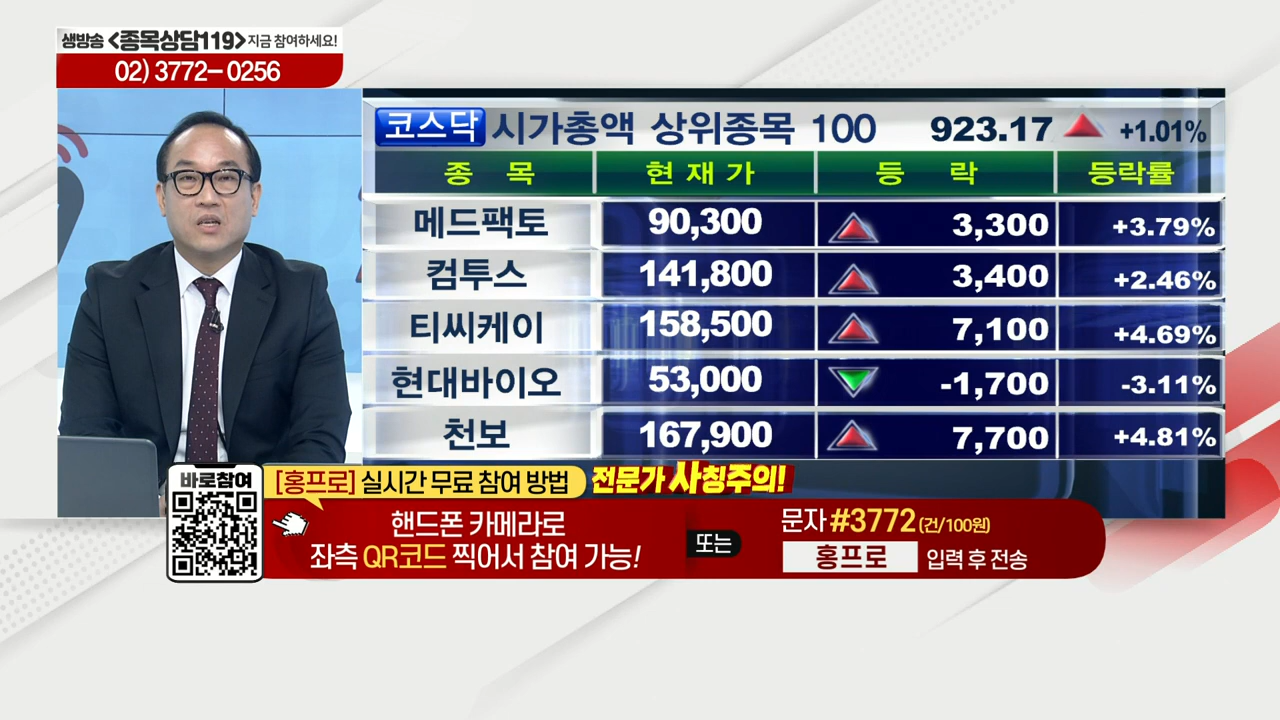 생방송 <종목상담119> 지금 참여하세요!
02) 3772-0256
코스닥 시가총액 상위종목 100 923.17 ▲ +1.01%
종 목 현 재 가 등 락 등락률
메드팩토 90,300 ▲ 3,300 +3.79%
컴투스 141,800 ▲ 3,400 +2.46%
티씨케이 158,500 ▲ 7,100 +4.69%
현대바이오 53,000 ▼ -1,700 -3.11%
천보 167,900 ▲ 7,700 +4.81%
바로참여
[홍프로] 실시간 무료 참여 방법 전문가 사칭주의!
핸드폰 카메라로
좌측 QR코드 찍어서 참여 가능!
또는
문자 #3772 (건/100원)
홍프로 입력 후 전송